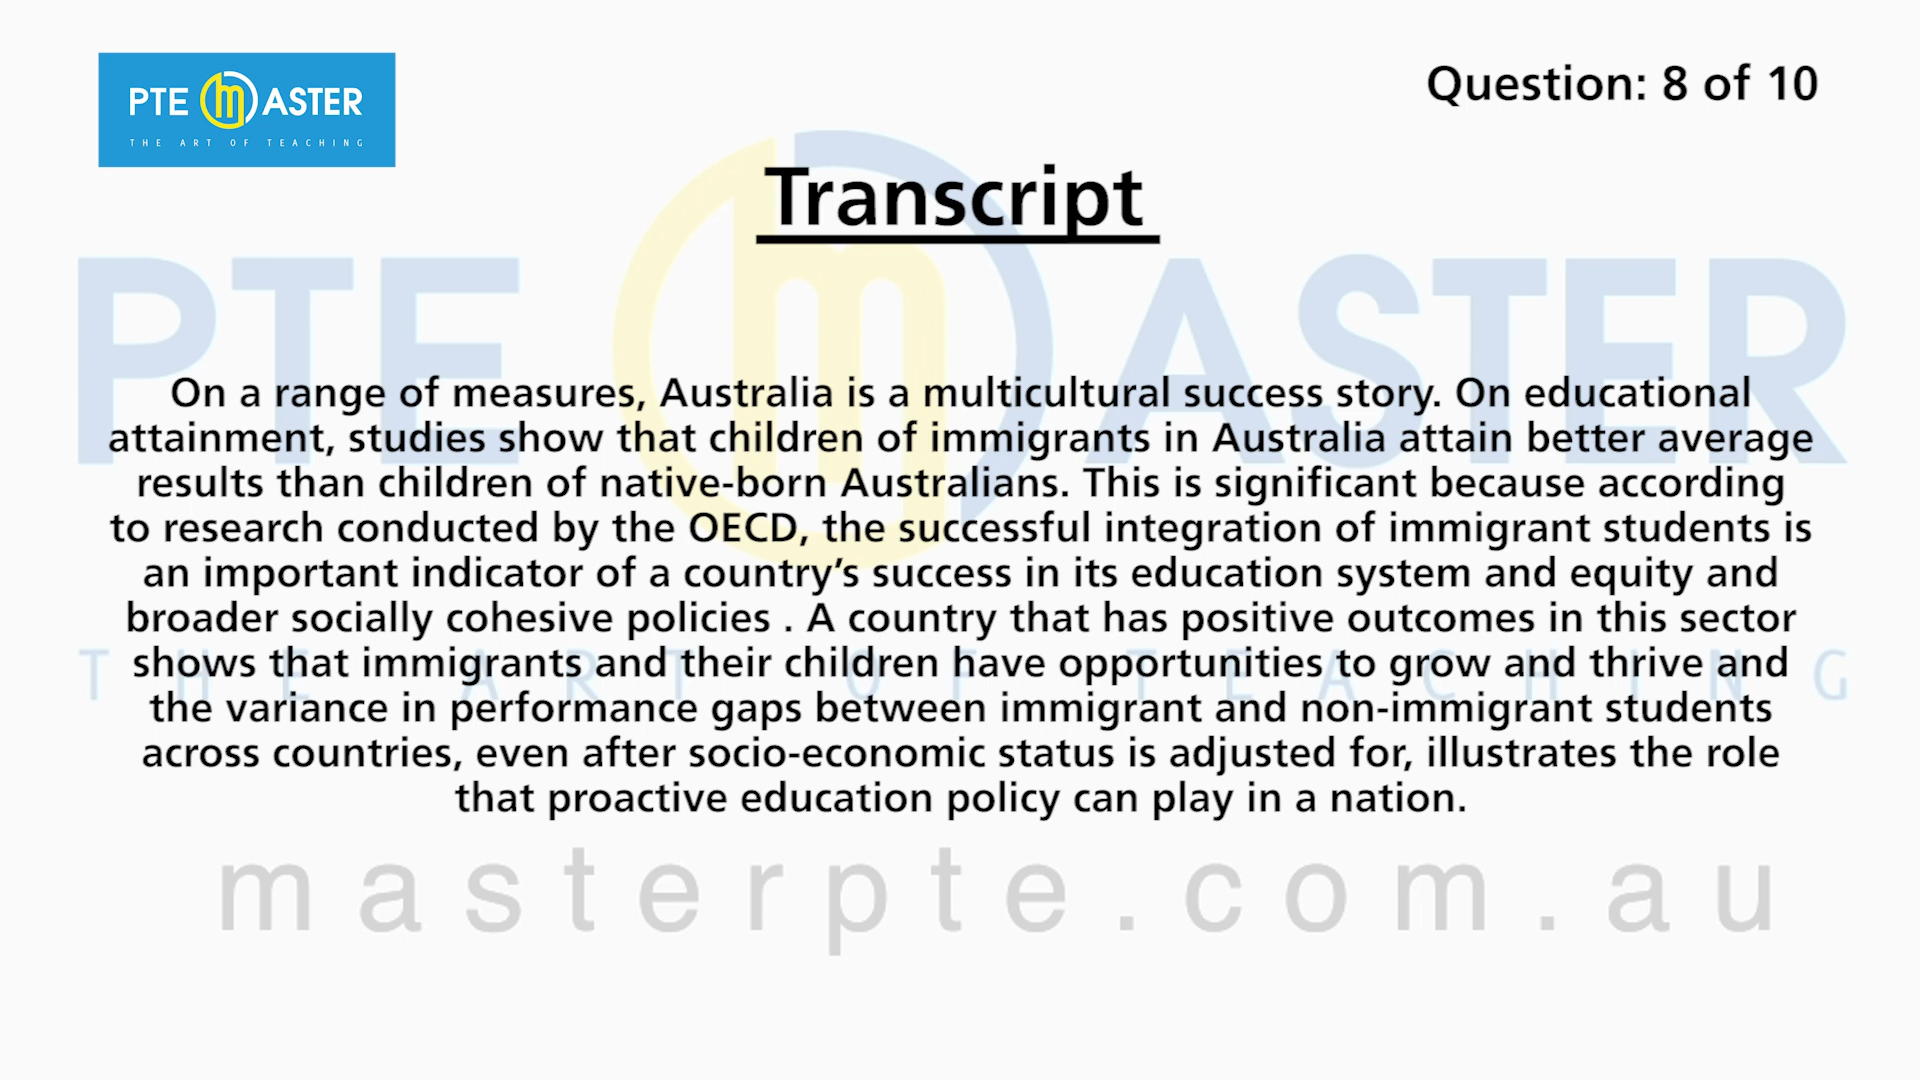 PTE MASTER
THE ART OF TEACHING
Question: 8 of 10
Transcript
PTE MASTER
On a range of measures, Australia is a multicultural success story. On educational
attainment, studies show that children of immigrants in Australia attain better average
results than children of native-born Australians. This is significant because according
to research conducted by the OECD, the successful integration of immigrant students is
an important indicator of a country’s success in its education system and equity and
broader socially cohesive policies . A country that has positive outcomes in this sector
shows that immigrants and their children have opportunities to grow and thrive and
THE ART OF TEACHING
the variance in performance gaps between immigrant and non-immigrant students
across countries, even after socio-economic status is adjusted for, illustrates the role
that proactive education policy can play in a nation.
masterpte.com.au